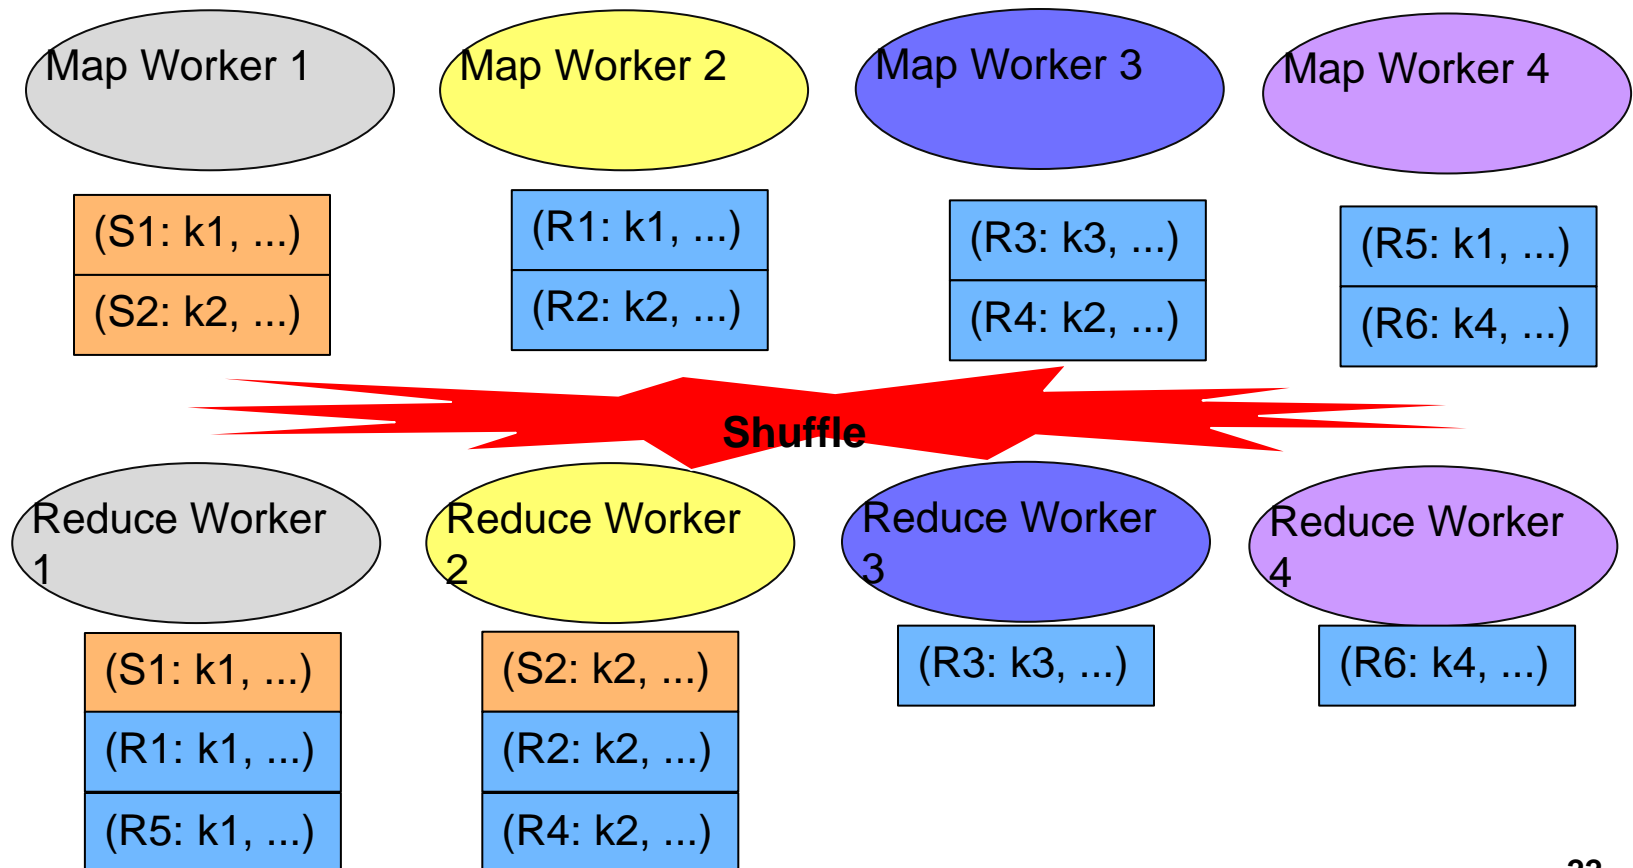 Map Worker 1
Map Worker 2
Map Worker 3
Map Worker 4
(S1: k1, ...)
(S2: k2, ...)
(R1: k1, ...)
(R2: k2, ...)
(R3: k3, ...)
(R4: k2, ...)
(R5: k1, ...)
(R6: k4, ...)
Shuffle
Reduce Worker
1
Reduce Worker
2
Reduce Worker
3
Reduce Worker
4
(S1: k1, ...)
(R1: k1, ...)
(R5: k1, ...)
(S2: k2, ...)
(R2: k2, ...)
(R4: k2, ...)
(R3: k3, ...)
(R6: k4, ...)